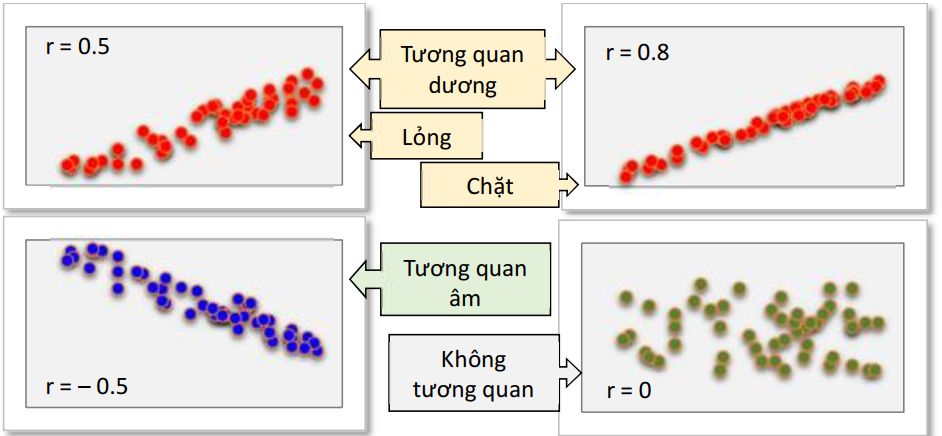 r = 0.5
Tương quan
dương
r = 0.8
Lỏng
Chặt
Tương quan
âm
Không
tương quan
r = – 0.5
r = 0